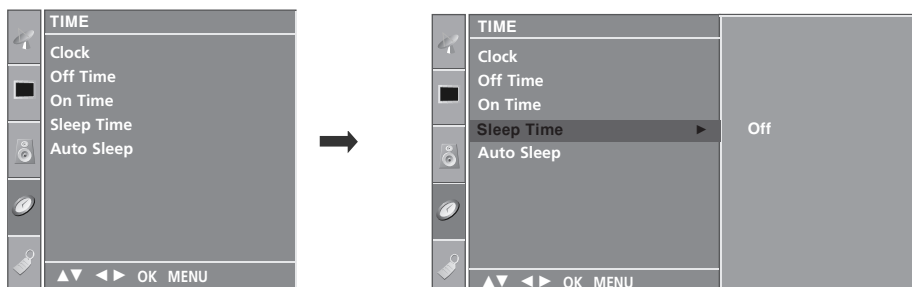 TIME
Clock
Off Time
On Time
Sleep Time
Auto Sleep
▲▼ ◄► OK MENU
TIME
Clock
Off Time
On Time
Sleep Time ► Off
Auto Sleep
▲▼ ◄► OK MENU